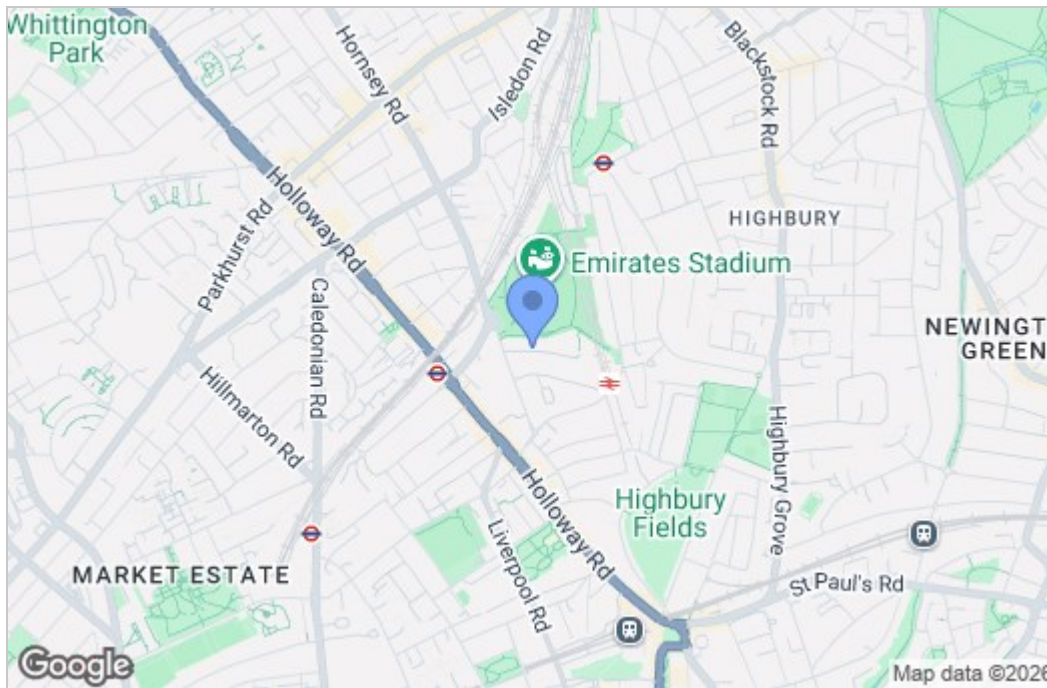 Whittington
Park
Hornsey Rd
Isledon Rd
Blackstock Rd
Holloway Rd
Parkhurst Rd
HIGHBURY
Emirates Stadium
Caledonian Rd
NEWINGT
GREEN
Hillmarton Rd
Highbury Grove
Highbury
Fields
Holloway Rd
Liverpool Rd
MARKET ESTATE
St Paul's Rd
Google
Map data ©2026